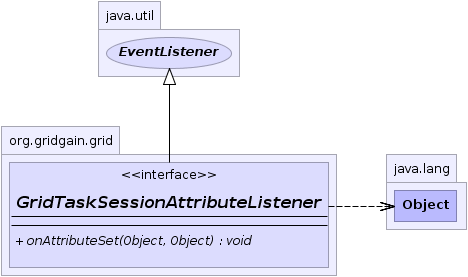 java.util
EventListener
org.gridgain.grid
<<interface>>
GridTaskSessionAttributeListener
+ onAttributeSet(Object, Object) : void
java.lang
Object